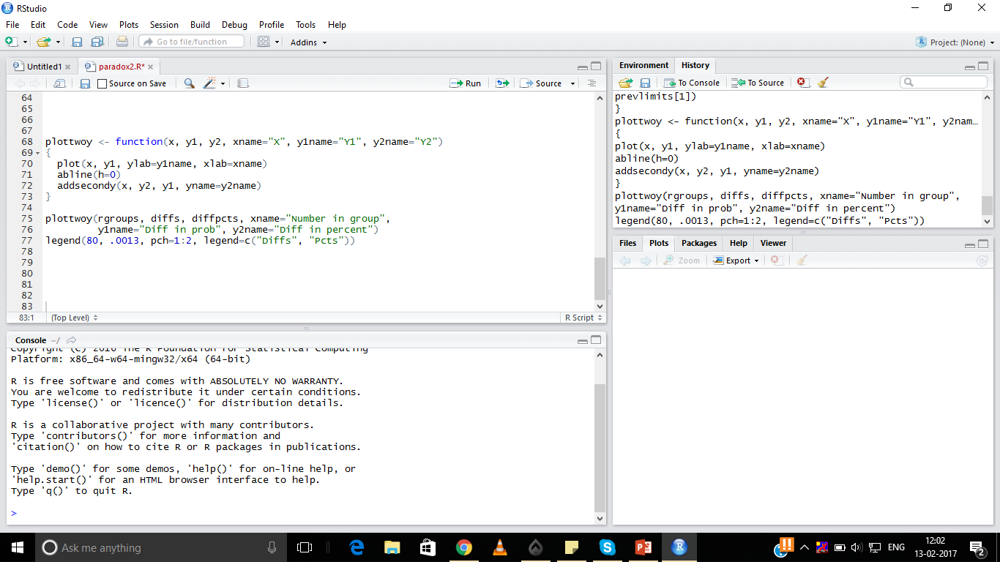 RStudio
File Edit Code View Plots Session Build Debug Profile Tools Help
Go to file/function Addins Project: (None)
Untitled1 paradox2.R*
Source on Save Run Source
64
65
66
67
68 plottwoy <- function(x, y1, y2, xname="X", y1name="Y1", y2name="Y2")
69 {
70 plot(x, y1, ylab=y1name, xlab=xname)
71 abline(h=0)
72 addsecondy(x, y2, y1, yname=y2name)
73 }
74
75 plottwoy(rgroups, diffs, diffpcts, xname="Number in group",
76 y1name="Diff in prob", y2name="Diff in percent")
77 legend(80, .0013, pch=1:2, legend=c("Diffs", "Pcts"))
78
79
80
81
82
83
83:1 (Top Level) R Script
Console ~/
Copyright (C) 2016 The R Foundation for Statistical Computing
Platform: x86_64-w64-mingw32/x64 (64-bit)
R is free software and comes with ABSOLUTELY NO WARRANTY.
You are welcome to redistribute it under certain conditions.
Type 'license()' or 'licence()' for distribution details.
R is a collaborative project with many contributors.
Type 'contributors()' for more information and
'citation()' on how to cite R or R packages in publications.
Type 'demo()' for some demos, 'help()' for on-line help, or
'help.start()' for an HTML browser interface to help.
Type 'q()' to quit R.
>
Environment History
To Console To Source
prevlimits[1])
}
plottwoy <- function(x, y1, y2, xname="X", y1name="Y1", y2nam…
{
plot(x, y1, ylab=y1name, xlab=xname)
abline(h=0)
addsecondy(x, y2, y1, yname=y2name)
}
plottwoy(rgroups, diffs, diffpcts, xname="Number in group",
y1name="Diff in prob", y2name="Diff in percent")
legend(80, .0013, pch=1:2, legend=c("Diffs", "Pcts"))
Files Plots Packages Help Viewer
Zoom Export
Ask me anything
ENG
12:02
13-02-2017
2